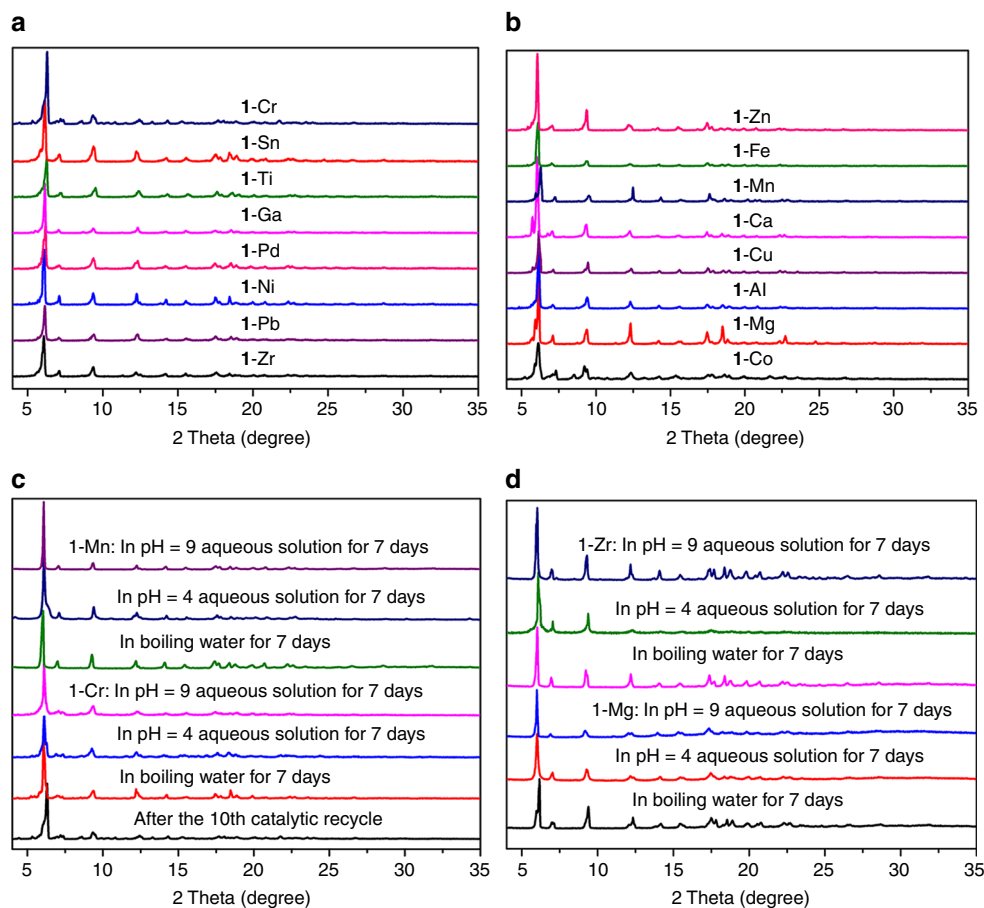 a
1-Cr
1-Sn
1-Ti
1-Ga
1-Pd
1-Ni
1-Pb
1-Zr
5 10 15 20 25 30 35
2 Theta (degree)
b
1-Zn
1-Fe
1-Mn
1-Ca
1-Cu
1-Al
1-Mg
1-Co
5 10 15 20 25 30 35
2 Theta (degree)
c
1-Mn: In pH = 9 aqueous solution for 7 days
In pH = 4 aqueous solution for 7 days
In boiling water for 7 days
1-Cr: In pH = 9 aqueous solution for 7 days
In pH = 4 aqueous solution for 7 days
In boiling water for 7 days
After the 10th catalytic recycle
5 10 15 20 25 30 35
2 Theta (degree)
d
1-Zr: In pH = 9 aqueous solution for 7 days
In pH = 4 aqueous solution for 7 days
In boiling water for 7 days
1-Mg: In pH = 9 aqueous solution for 7 days
In pH = 4 aqueous solution for 7 days
In boiling water for 7 days
5 10 15 20 25 30 35
2 Theta (degree)